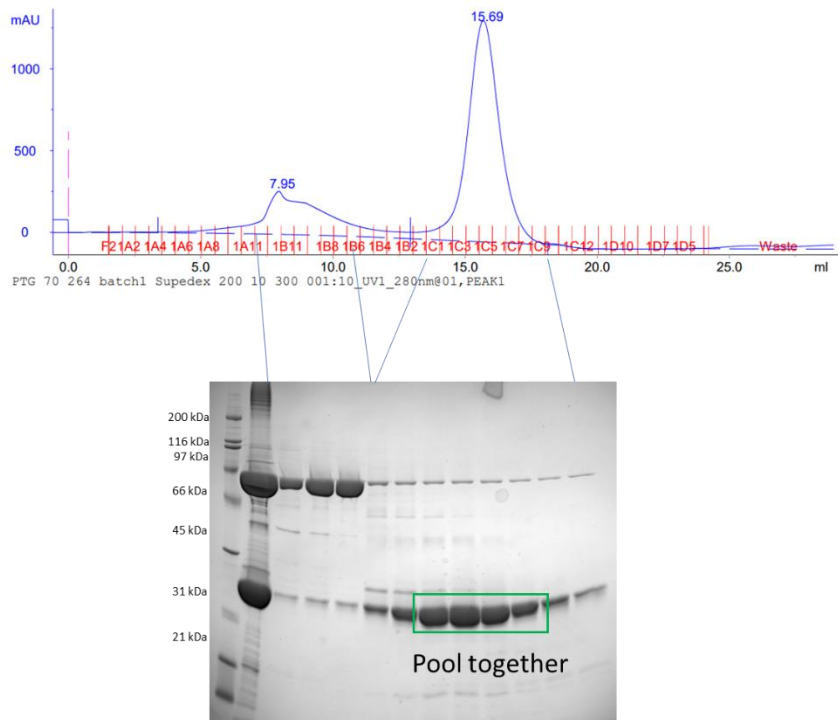 mAU
15.69
1000
500
7.95
0
F2 1A2 1A4 1A6 1A8 1A11 1B11 1B8 1B6 1B4 1B2 1C1 1C3 1C5 1C7 1C9 1C12 1D10 1D7 1D5 Waste
0.0 5.0 10.0 15.0 20.0 25.0 ml
PTG 70 264 batch1 Supedex 200 10 300 001:10_UV1_280nm@01,PEAK1
200 kDa
116 kDa
97 kDa
66 kDa
45 kDa
31 kDa
21 kDa
Pool together